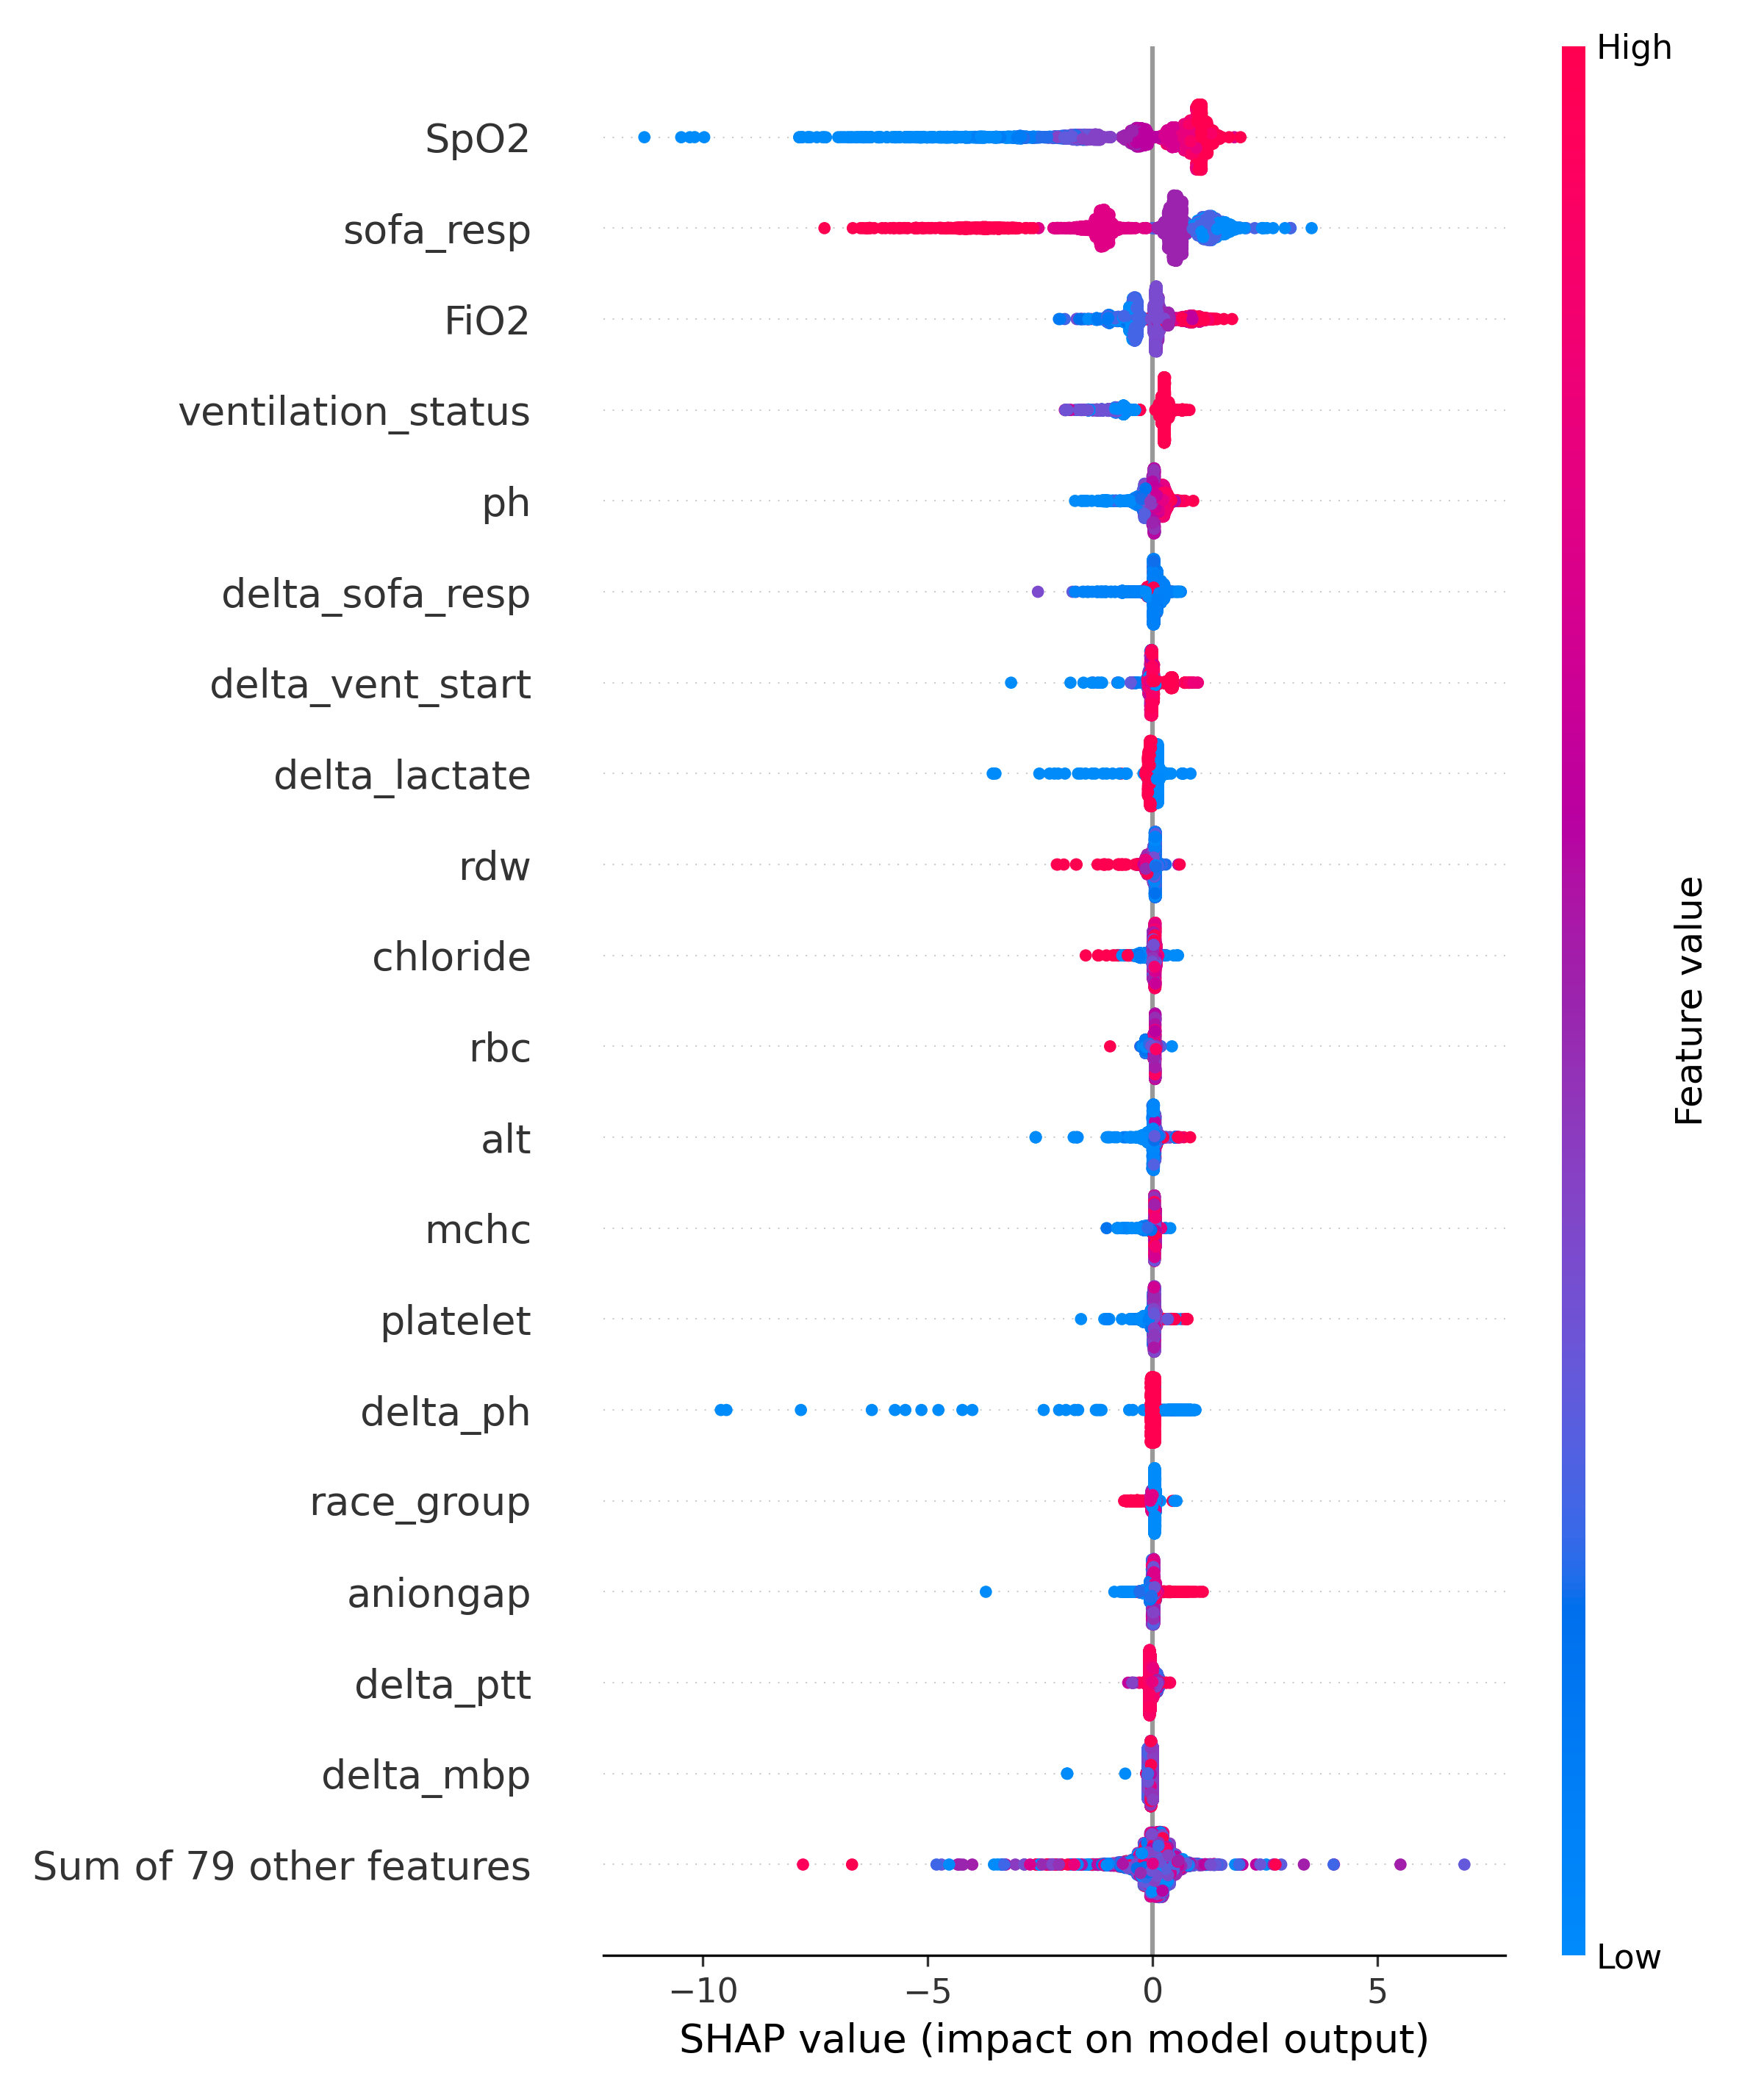 High
SpO2
sofa_resp
FiO2
ventilation_status
ph
delta_sofa_resp
delta_vent_start
delta_lactate
rdw
chloride
rbc
alt
mchc
platelet
delta_ph
race_group
aniongap
delta_ptt
delta_mbp
Sum of 79 other features
Feature value
Low
−10 −5 0 5
SHAP value (impact on model output)